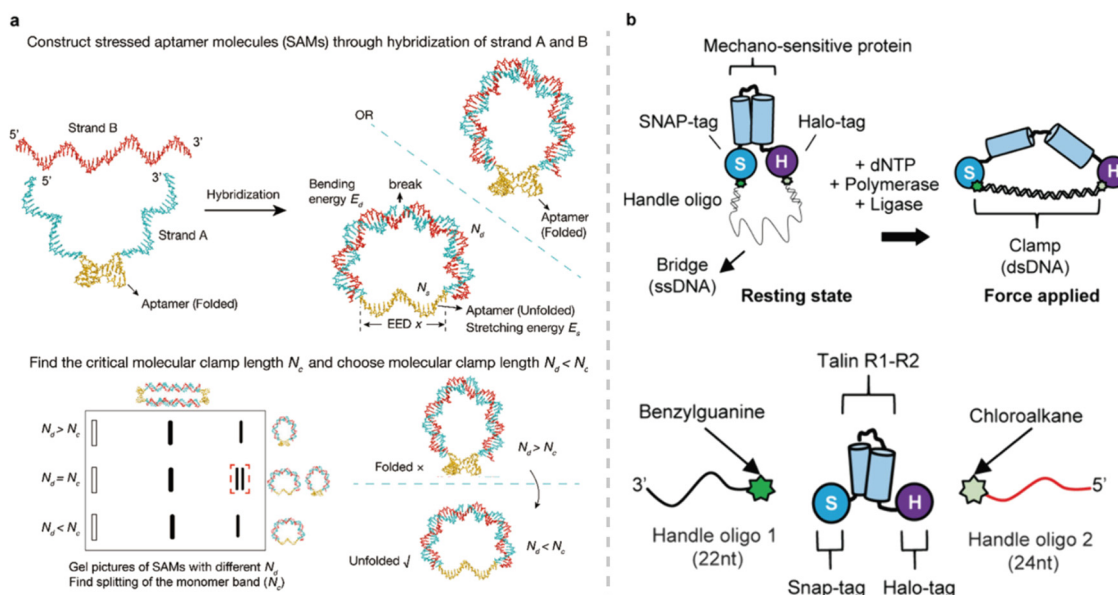 a
Construct stressed aptamer molecules (SAMs) through hybridization of strand A and B
5'
Strand B
3'
5'
3'
Hybridization
Strand A
Aptamer (Folded)
OR
Bending
energy E_d
break
N_d
N_s
Aptamer (Unfolded)
EED x
Stretching energy E_s
Aptamer
(Folded)
Find the critical molecular clamp length N_c and choose molecular clamp length N_d < N_c
N_d > N_c
N_d = N_c
N_d < N_c
Gel pictures of SAMs with different N_d
Find splitting of the monomer band (N_c)
Folded ×
N_d > N_c
N_d < N_c
Unfolded √
b
Mechano-sensitive protein
SNAP-tag
Halo-tag
S
H
Handle oligo
Bridge
(ssDNA)
Resting state
+ dNTP
+ Polymerase
+ Ligase
S
H
Clamp
(dsDNA)
Force applied
Talin R1-R2
Benzylguanine
Chloroalkane
3'
S
H
5'
Handle oligo 1
(22nt)
Handle oligo 2
(24nt)
Snap-tag
Halo-tag